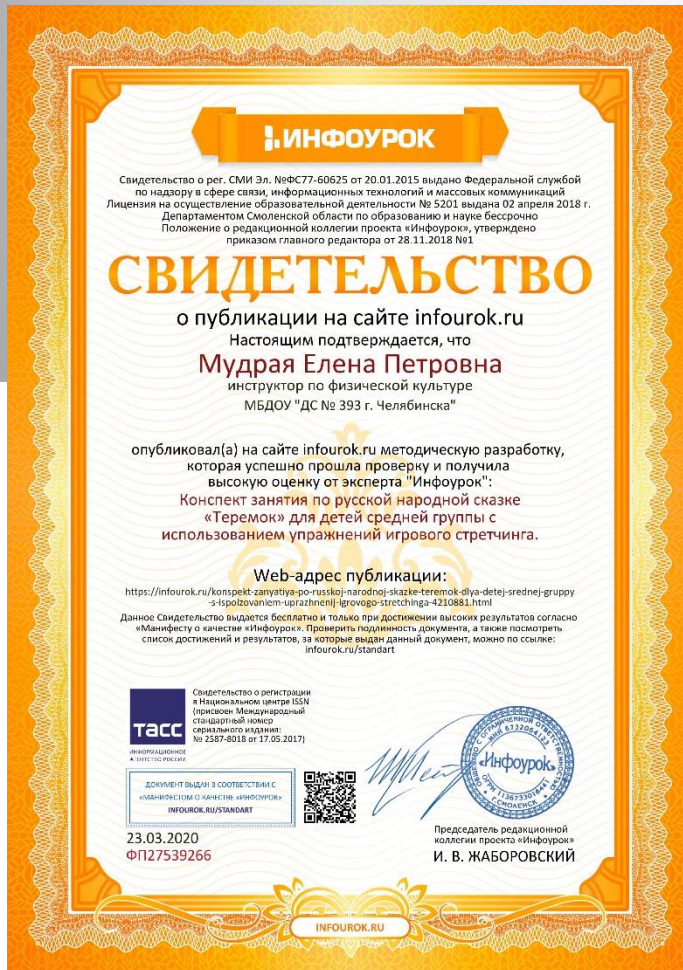 ИНФОУРОК
Свидетельство о рег. СМИ Эл. №ФС77-60625 от 20.01.2015 выдано Федеральной службой
по надзору в сфере связи, информационных технологий и массовых коммуникаций
Лицензия на осуществление образовательной деятельности № 5201 выдана 02 апреля 2018 г.
Департаментом Смоленской области по образованию и науке бессрочно
Положение о редакционной коллегии проекта «Инфоурок», утверждено
приказом главного редактора от 28.11.2018 №1
СВИДЕТЕЛЬСТВО
о публикации на сайте infourok.ru
Настоящим подтверждается, что
Мудрая Елена Петровна
инструктор по физической культуре
МБДОУ "ДС № 393 г. Челябинска"
опубликовал(а) на сайте infourok.ru методическую разработку,
которая успешно прошла проверку и получила
высокую оценку от эксперта "Инфоурок":
Конспект занятия по русской народной сказке
«Теремок» для детей средней группы с
использованием упражнений игрового стретчинга.
Web-адрес публикации:
https://infourok.ru/konspekt-zanyatiya-po-russkoj-narodnoj-skazke-teremok-dlya-detej-srednej-gruppy
-s-ispolzovaniem-uprazhnenij-igrovogo-stretchinga-4210881.html
Данное Свидетельство выдается бесплатно и только при достижении высоких результатов согласно
«Манифесту о качестве «Инфоурок». Проверить подлинность документа, а также посмотреть
список достижений и результатов, за которые выдан данный документ, можно по ссылке:
infourok.ru/standart
Свидетельство о регистрации
в Национальном центре ISSN
(присвоен Международный
стандартный номер
сериального издания:
№ 2587-8018 от 17.05.2017)
ТАСС
ИНФОРМАЦИОННОЕ
АГЕНТСТВО РОССИИ
ДОКУМЕНТ ВЫДАН В СООТВЕТСТВИИ С
«МАНИФЕСТОМ О КАЧЕСТВЕ «ИНФОУРОК»
INFOUROK.RU/STANDART
23.03.2020
ФП27539266
«Инфоурок»
г. СМОЛЕНСК
Председатель редакционной
коллегии проекта «Инфоурок»
И. В. ЖАБОРОВСКИЙ
INFOUROK.RU